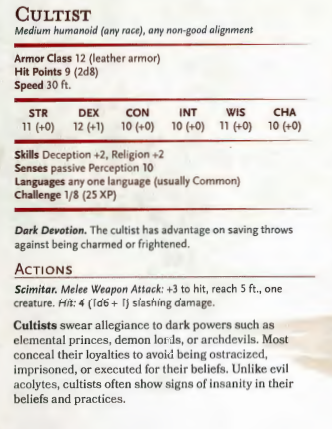 CULTIST
Medium humanoid (any race), any non-good alignment
Armor Class 12 (leather armor)
Hit Points 9 (2d8)
Speed 30 ft.
STR DEX CON INT WIS CHA
11 (+0) 12 (+1) 10 (+0) 10 (+0) 11 (+0) 10 (+0)
Skills Deception +2, Religion +2
Senses passive Perception 10
Languages any one language (usually Common)
Challenge 1/8 (25 XP)
Dark Devotion. The cultist has advantage on saving throws
against being charmed or frightened.
ACTIONS
Scimitar. Melee Weapon Attack: +3 to hit, reach 5 ft., one
creature. Hit: 4 (1d6 + 1) slashing damage.
Cultists swear allegiance to dark powers such as
elemental princes, demon lords, or archdevils. Most
conceal their loyalties to avoid being ostracized,
imprisoned, or executed for their beliefs. Unlike evil
acolytes, cultists often show signs of insanity in their
beliefs and practices.